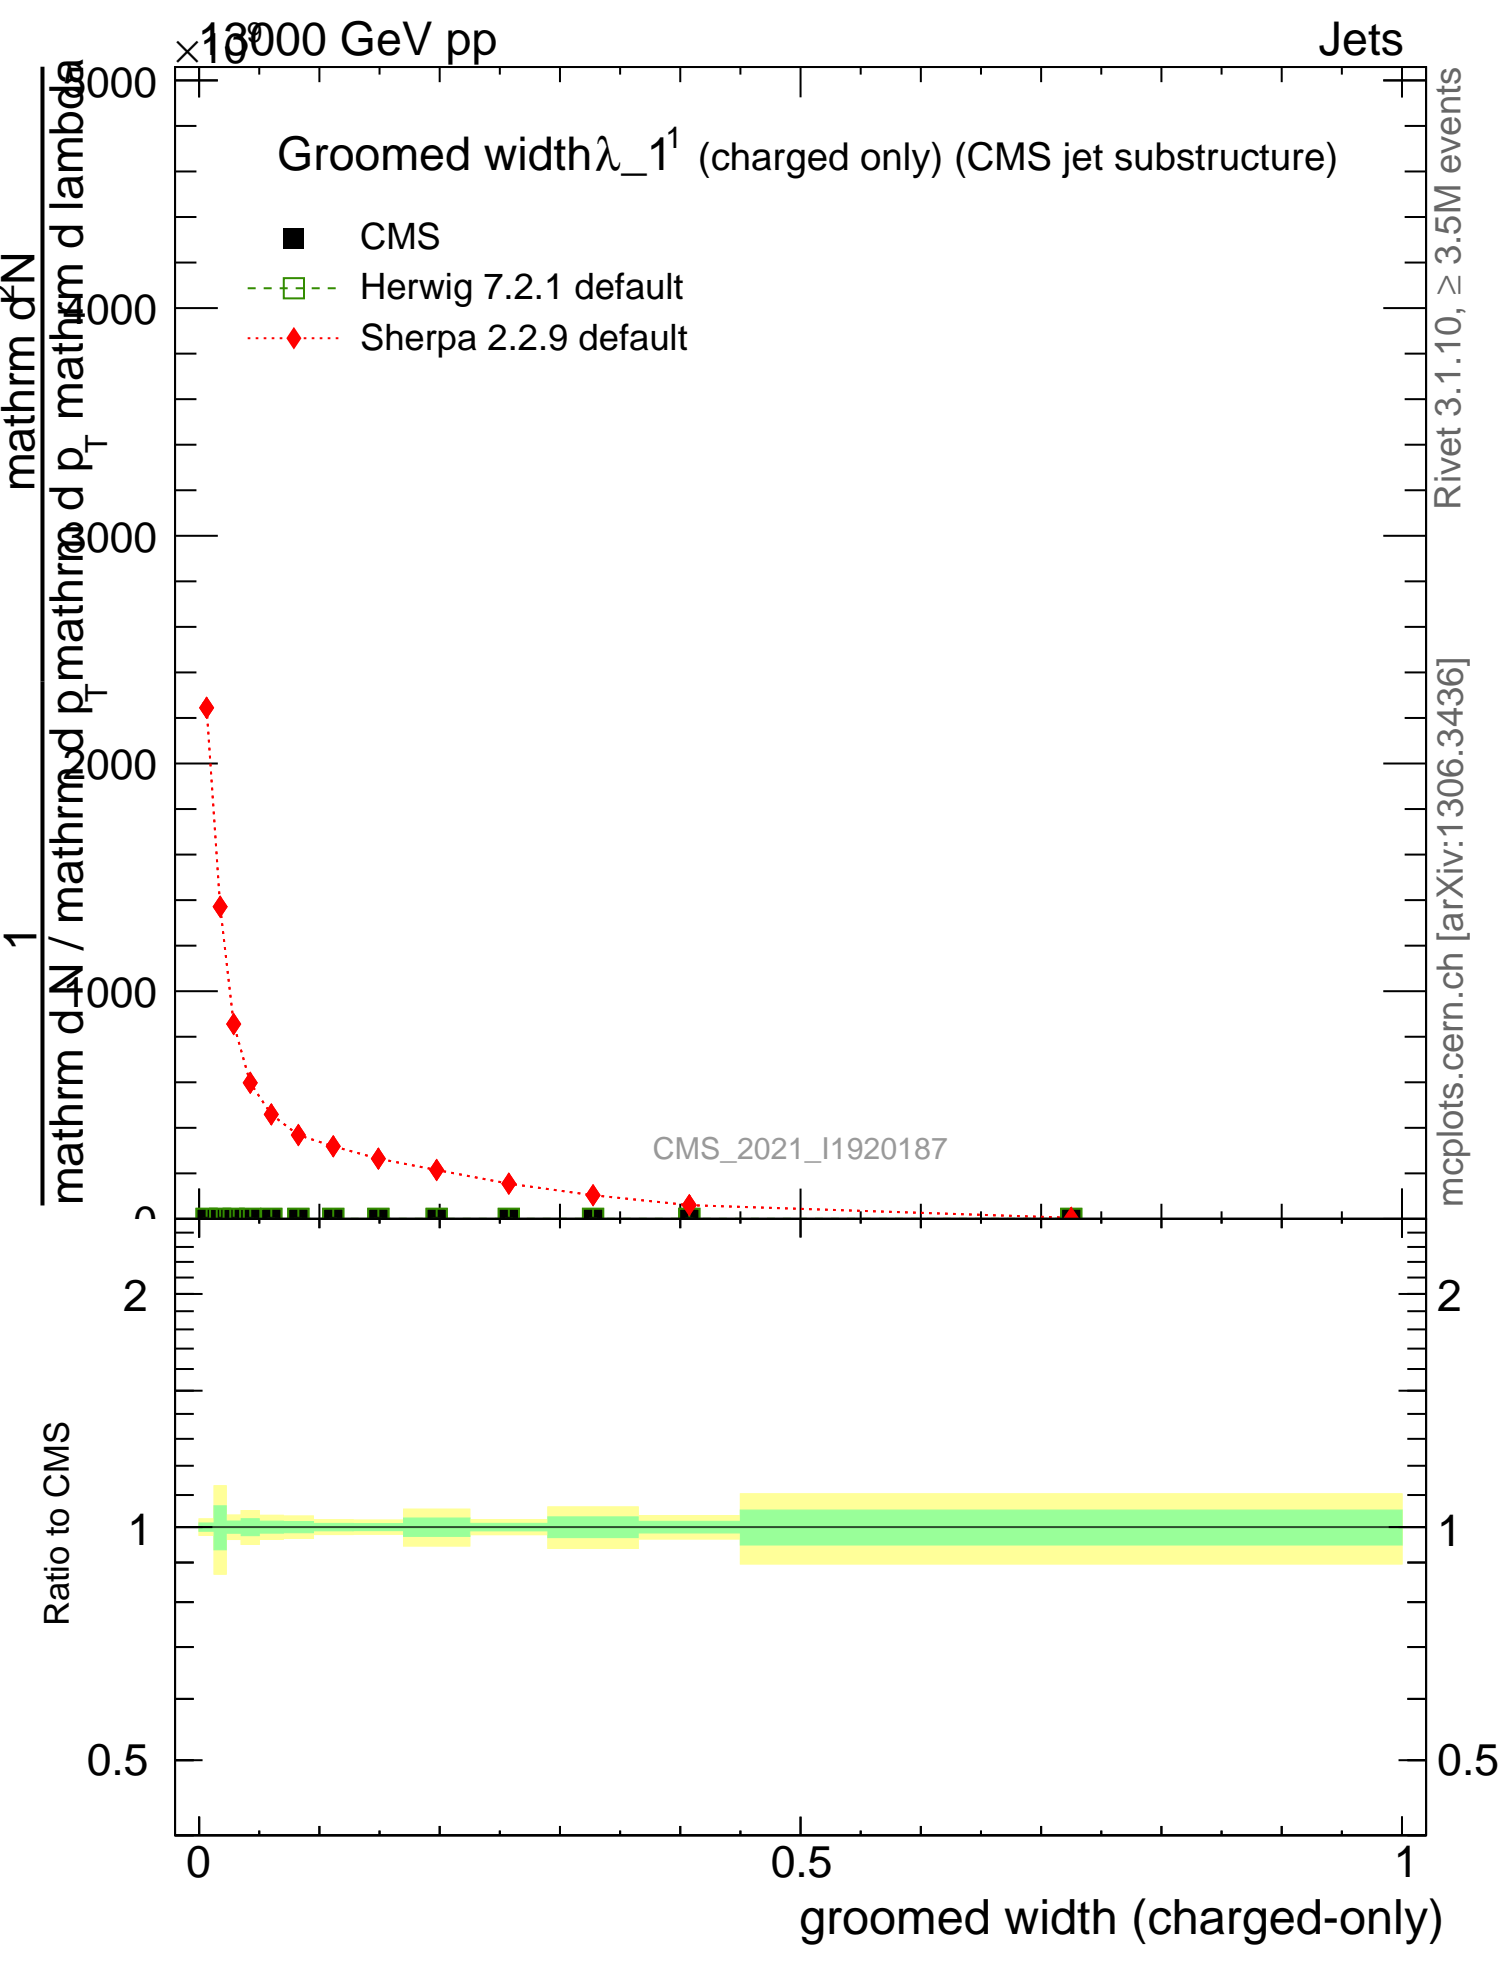 ×10⁹
13000 GeV pp
Jets
Groomed width λ_1¹ (charged only) (CMS jet substructure)
CMS
Herwig 7.2.1 default
Sherpa 2.2.9 default
5000
4000
3000
2000
1000
0
mathrm d²N
1
mathrm d N / mathrm d p_T mathrm d p_T mathrm d lambda
CMS_2021_I1920187
Rivet 3.1.10, ≥ 3.5M events
mcplots.cern.ch [arXiv:1306.3436]
Ratio to CMS
2
1
0.5
2
1
0.5
0
0.5
1
groomed width (charged-only)